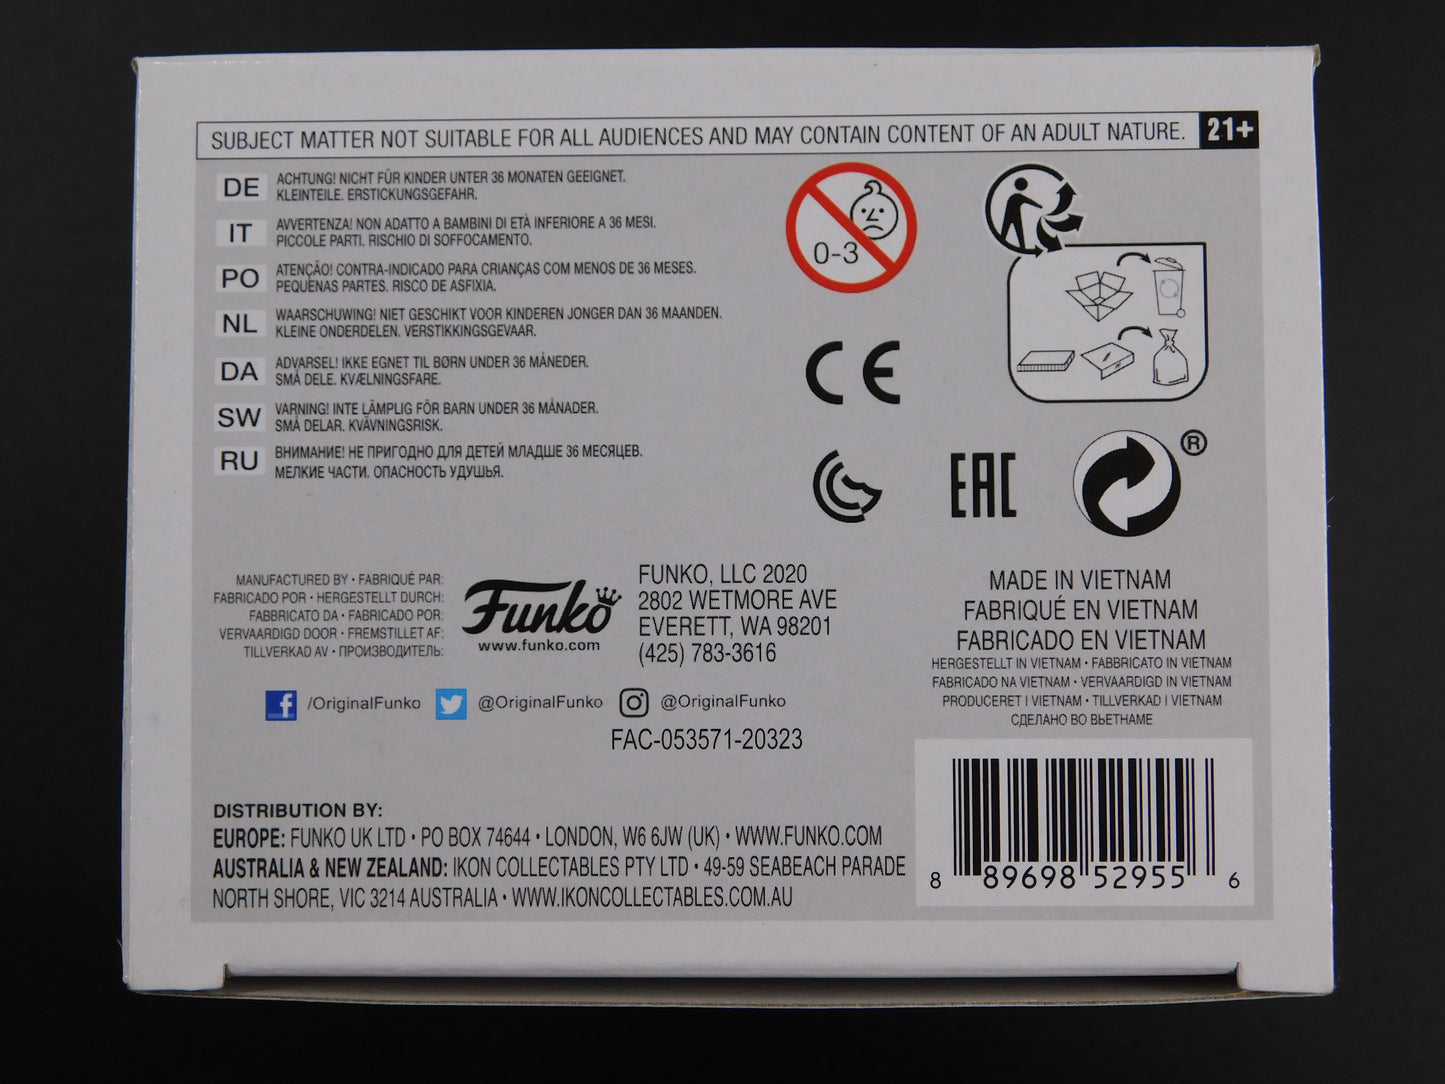 SUBJECT MATTER NOT SUITABLE FOR ALL AUDIENCES AND MAY CONTAIN CONTENT OF AN ADULT NATURE. 21+
DE ACHTUNG! NICHT FÜR KINDER UNTER 36 MONATEN GEEIGNET.
KLEINTEILE. ERSTICKUNGSGEFAHR.
IT AVVERTENZA! NON ADATTO A BAMBINI DI ETÀ INFERIORE A 36 MESI.
PICCOLE PARTI. RISCHIO DI SOFFOCAMENTO.
PO ATENÇÃO! CONTRA-INDICADO PARA CRIANÇAS COM MENOS DE 36 MESES.
PEQUENAS PARTES. RISCO DE ASFIXIA.
NL WAARSCHUWING! NIET GESCHIKT VOOR KINDEREN JONGER DAN 36 MAANDEN.
KLEINE ONDERDELEN. VERSTIKKINGSGEVAAR.
DA ADVARSEL! IKKE EGNET TIL BØRN UNDER 36 MÅNEDER.
SMÅ DELE. KVÆLNINGSFARE.
SW VARNING! INTE LÄMPLIG FÖR BARN UNDER 36 MÅNADER.
SMÅ DELAR. KVÄVNINGSRISK.
RU ВНИМАНИЕ! НЕ ПРИГОДНО ДЛЯ ДЕТЕЙ МЛАДШЕ 36 МЕСЯЦЕВ.
МЕЛКИЕ ЧАСТИ. ОПАСНОСТЬ УДУШЬЯ.
0-3
CE
EAC
®
MANUFACTURED BY • FABRIQUÉ PAR:
FABRICADO POR • HERGESTELLT DURCH:
FABBRICATO DA • FABRICADO POR:
VERVAARDIGD DOOR • FREMSTILLET AF:
TILLVERKAD AV • ПРОИЗВОДИТЕЛЬ:
Funko
www.funko.com
FUNKO, LLC 2020
2802 WETMORE AVE
EVERETT, WA 98201
(425) 783-3616
MADE IN VIETNAM
FABRIQUÉ EN VIETNAM
FABRICADO EN VIETNAM
HERGESTELLT IN VIETNAM • FABBRICATO IN VIETNAM
FABRICADO NA VIETNAM • VERVAARDIGD IN VIETNAM
PRODUCERET I VIETNAM • TILLVERKAD I VIETNAM
СДЕЛАНО ВО ВЬЕТНАМЕ
f /OriginalFunko @OriginalFunko @OriginalFunko
FAC-053571-20323
DISTRIBUTION BY:
EUROPE: FUNKO UK LTD • PO BOX 74644 • LONDON, W6 6JW (UK) • WWW.FUNKO.COM
AUSTRALIA & NEW ZEALAND: IKON COLLECTABLES PTY LTD • 49-59 SEABEACH PARADE
NORTH SHORE, VIC 3214 AUSTRALIA • WWW.IKONCOLLECTABLES.COM.AU
8 89698 52955 6